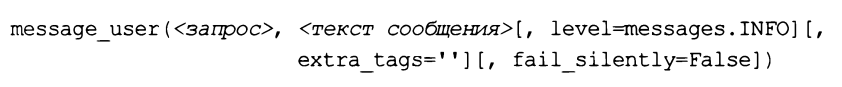 message_user(<запрос>, <текст сообщения>[, level=messages.INFO][,
extra_tags=''][, fail_silently=False])